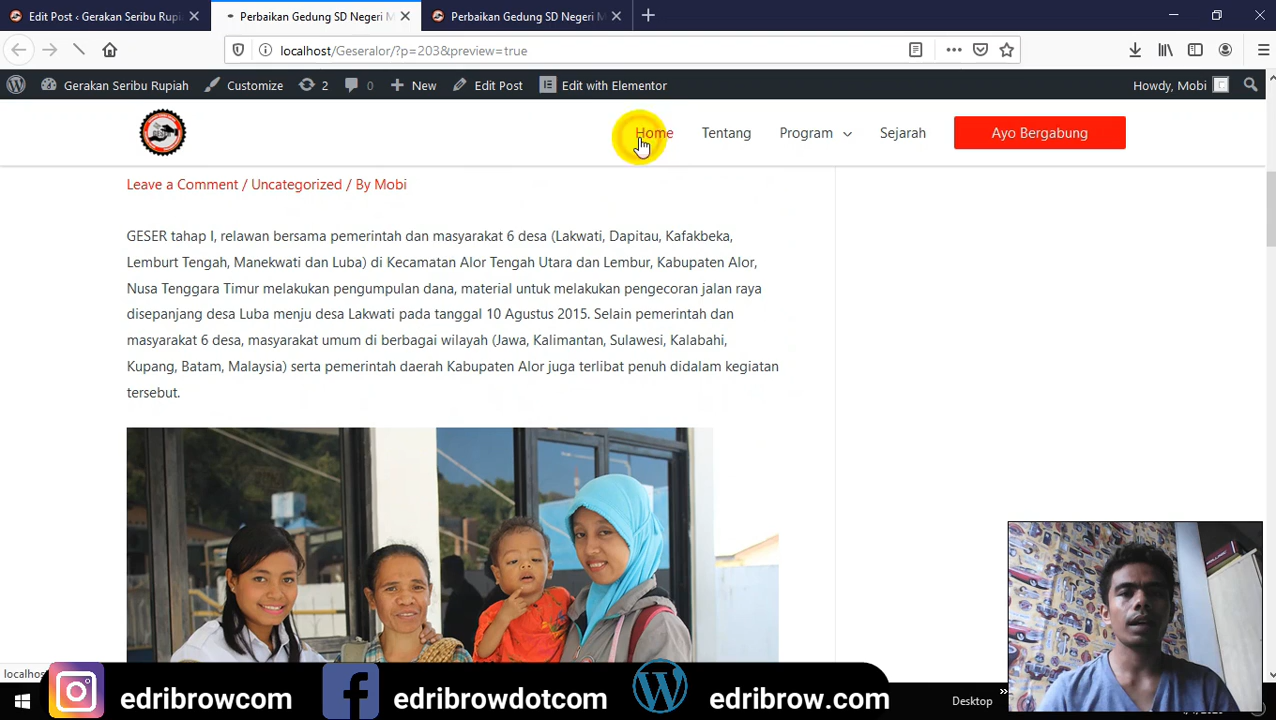 Edit Post ‹ Gerakan Seribu Rupia
Perbaikan Gedung SD Negeri M
Perbaikan Gedung SD Negeri M
localhost/Geseralor/?p=203&preview=true
Gerakan Seribu Rupiah
Customize
2
0
New
Edit Post
Edit with Elementor
Howdy, Mobi
Home
Tentang
Program
Sejarah
Ayo Bergabung
Leave a Comment / Uncategorized / By Mobi
GESER tahap I, relawan bersama pemerintah dan masyarakat 6 desa (Lakwati, Dapitau, Kafakbeka,
Lemburt Tengah, Manekwati dan Luba) di Kecamatan Alor Tengah Utara dan Lembur, Kabupaten Alor,
Nusa Tenggara Timur melakukan pengumpulan dana, material untuk melakukan pengecoran jalan raya
disepanjang desa Luba menju desa Lakwati pada tanggal 10 Agustus 2015. Selain pemerintah dan
masyarakat 6 desa, masyarakat umum di berbagai wilayah (Jawa, Kalimantan, Sulawesi, Kalabahi,
Kupang, Batam, Malaysia) serta pemerintah daerah Kabupaten Alor juga terlibat penuh didalam kegiatan
tersebut.
edribrowcom
edribrowdotcom
edribrow.com
Desktop